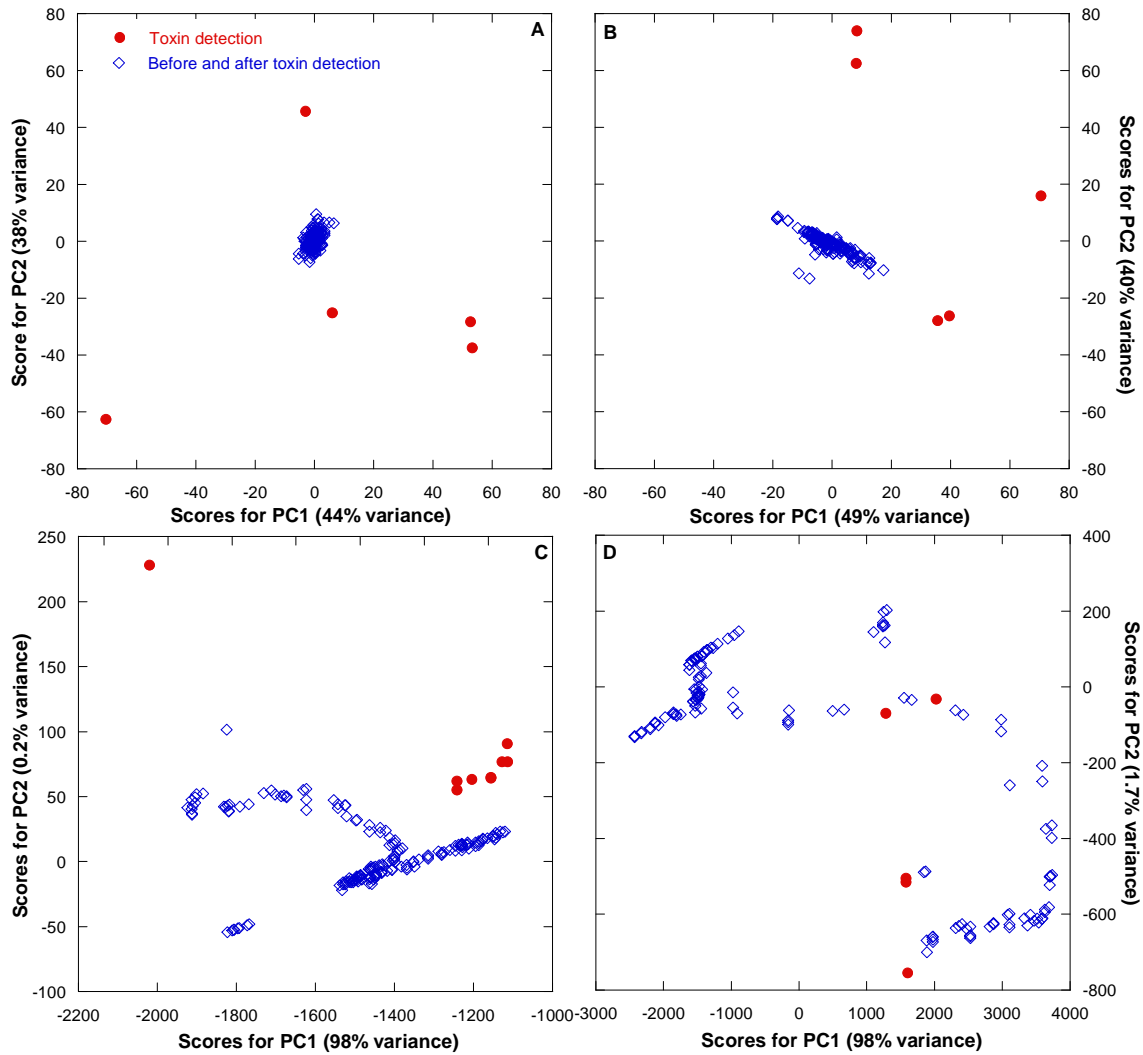 A
Toxin detection
Before and after toxin detection
80
60
40
20
0
-20
-40
-60
-80
Score for PC2 (38% variance)
-80 -60 -40 -20 0 20 40 60 80
Scores for PC1 (44% variance)
B
80
60
40
20
0
-20
-40
-60
-80
Scores for PC2 (40% variance)
-80 -60 -40 -20 0 20 40 60 80
Scores for PC1 (49% variance)
C
250
200
150
100
50
0
-50
-100
Scores for PC2 (0.2% variance)
-2200 -2000 -1800 -1600 -1400 -1200 -1000
Scores for PC1 (98% variance)
D
400
200
0
-200
-400
-600
-800
Scores for PC2 (1.7% variance)
-3000 -2000 -1000 0 1000 2000 3000 4000
Scores for PC1 (98% variance)